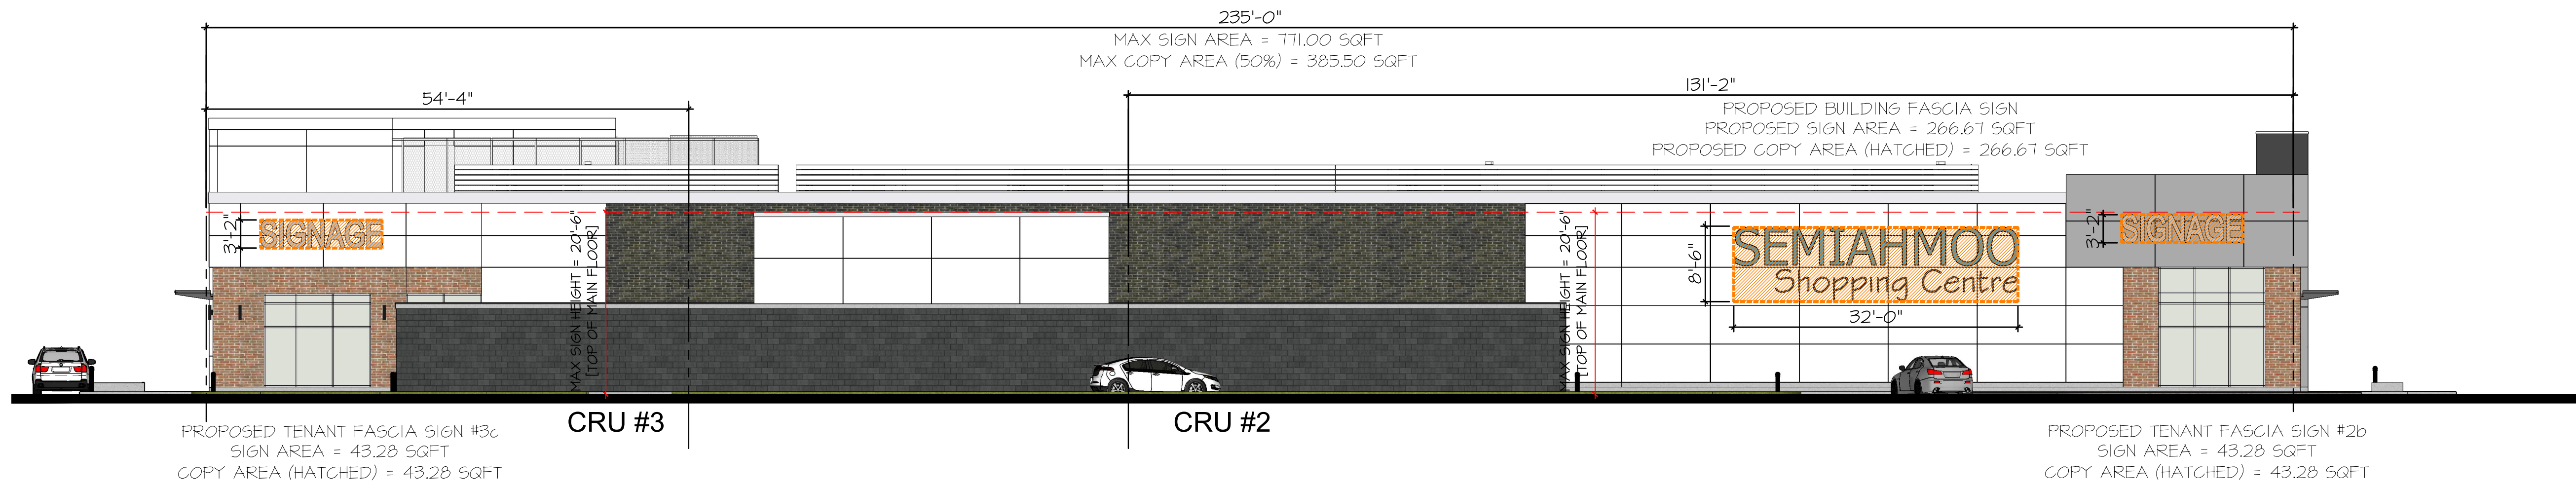 235'-0"
MAX SIGN AREA = 771.00 SQFT
MAX COPY AREA (50%) = 385.50 SQFT
54'-4"
131'-2"
PROPOSED BUILDING FASCIA SIGN
PROPOSED SIGN AREA = 266.67 SQFT
PROPOSED COPY AREA (HATCHED) = 266.67 SQFT
3'-2"
SIGNAGE
MAX SIGN HEIGHT = 20'-6"
[TOP OF MAIN FLOOR]
MAX SIGN HEIGHT = 20'-6"
[TOP OF MAIN FLOOR]
8'-6"
SEMIAHMOO
Shopping Centre
32'-0"
3'-2"
SIGNAGE
CRU #3
CRU #2
PROPOSED TENANT FASCIA SIGN #3c
SIGN AREA = 43.28 SQFT
COPY AREA (HATCHED) = 43.28 SQFT
PROPOSED TENANT FASCIA SIGN #2b
SIGN AREA = 43.28 SQFT
COPY AREA (HATCHED) = 43.28 SQFT